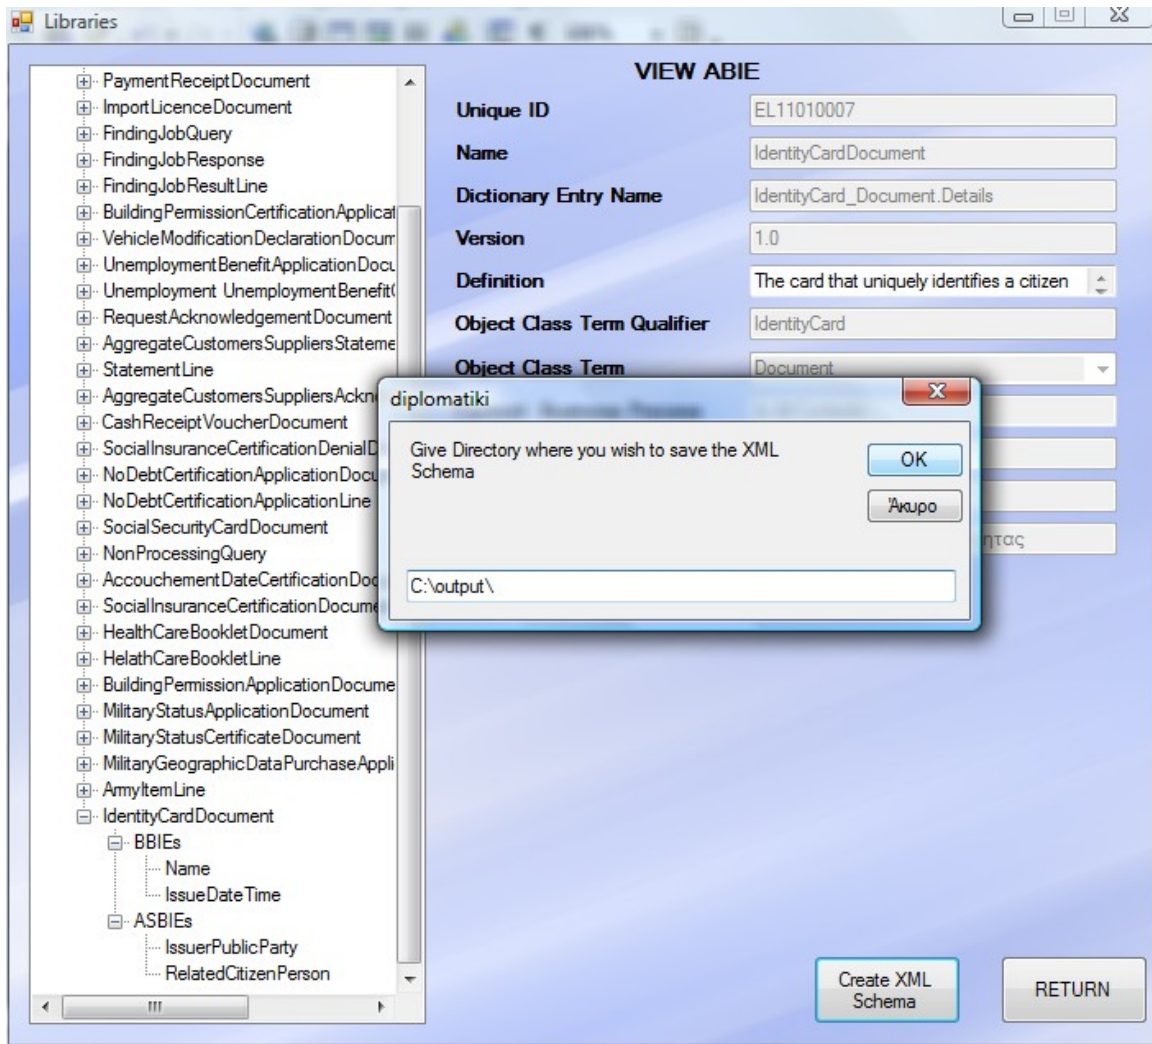 Libraries
PaymentReceiptDocument
ImportLicenceDocument
FindingJobQuery
FindingJobResponse
FindingJobResultLine
BuildingPermissionCertificationApplicat
VehicleModificationDeclarationDocum
UnemploymentBenefitApplicationDocu
Unemployment UnemploymentBenefit(
RequestAcknowledgementDocument
AggregateCustomersSuppliersStateme
StatementLine
AggregateCustomersSuppliersAckn
CashReceiptVoucherDocument
SocialInsuranceCertificationDenialD
NoDebtCertificationApplicationDocu
NoDebtCertificationApplicationLine
SocialSecurityCardDocument
NonProcessingQuery
AccouchementDateCertificationDoc
SocialInsuranceCertificationDocume
HealthCareBookletDocument
HelathCareBookletLine
BuildingPermissionApplicationDocume
MilitaryStatusApplicationDocument
MilitaryStatusCertificateDocument
MilitaryGeographicDataPurchaseAppli
ArmyItemLine
IdentityCardDocument
BBIEs
Name
IssueDateTime
ASBIEs
IssuerPublicParty
RelatedCitizenPerson
VIEW ABIE
Unique ID EL11010007
Name IdentityCardDocument
Dictionary Entry Name IdentityCard_Document.Details
Version 1.0
Definition The card that uniquely identifies a citizen
Object Class Term Qualifier IdentityCard
Object Class Term Document
ητας
diplomatiki
Give Directory where you wish to save the XML
Schema
OK
Άκυρο
C:\output\
Create XML
Schema
RETURN